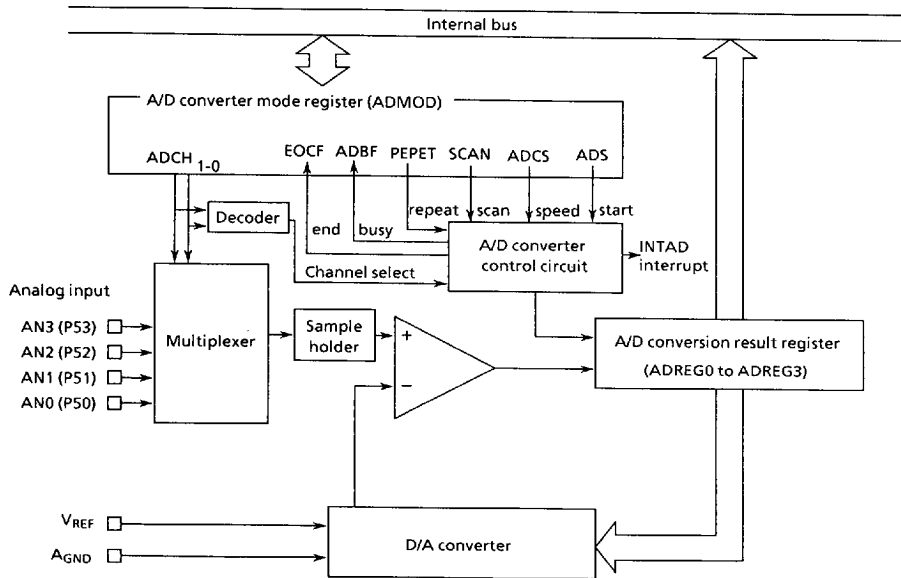 Internal bus
A/D converter mode register (ADMOD)
ADCH 1-0
EOCF ADBF PEPET SCAN ADCS ADS
repeat scan speed start
Decoder
end busy
A/D converter
control circuit
INTAD
interrupt
Channel select
Analog input
AN3 (P53)
AN2 (P52)
AN1 (P51)
AN0 (P50)
Multiplexer
Sample
holder
+
−
A/D conversion result register
(ADREG0 to ADREG3)
VREF
AGND
D/A converter